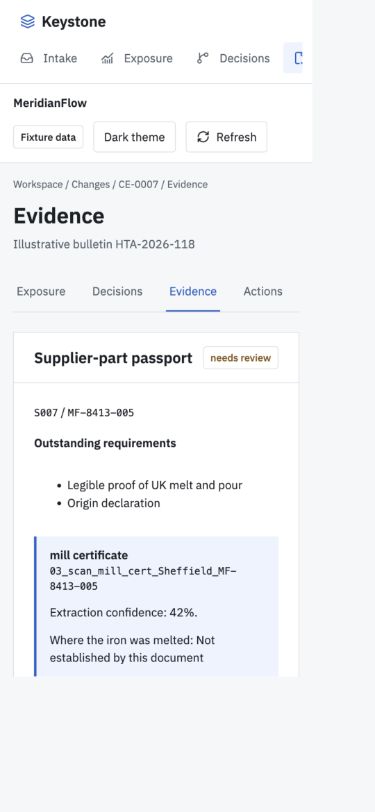 Keystone
Intake
Exposure
Decisions
MeridianFlow
Fixture data
Dark theme
Refresh
Workspace / Changes / CE-0007 / Evidence
Evidence
Illustrative bulletin HTA-2026-118
Exposure
Decisions
Evidence
Actions
Supplier-part passport
needs review
S007 / MF-8413-005
Outstanding requirements
• Legible proof of UK melt and pour
• Origin declaration
mill certificate
03_scan_mill_cert_Sheffield_MF-
8413-005
Extraction confidence: 42%.
Where the iron was melted: Not
established by this document